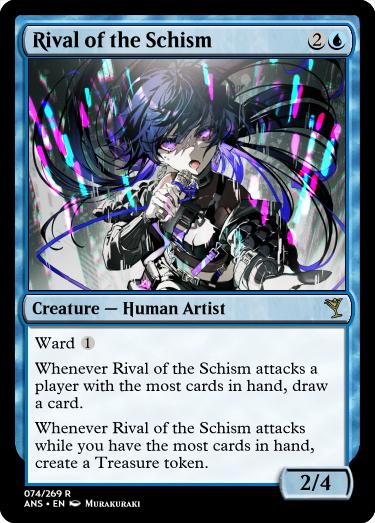 Rival of the Schism 2
Creature — Human Artist
Ward 1
Whenever Rival of the Schism attacks a
player with the most cards in hand, draw
a card.
Whenever Rival of the Schism attacks
while you have the most cards in hand,
create a Treasure token.
2/4
074/269 R
ANS • EN Murakuraki